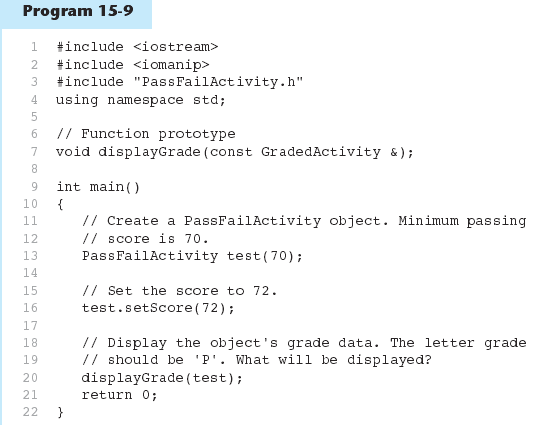 Program 15-9
1 #include <iostream>
2 #include <iomanip>
3 #include "PassFailActivity.h"
4 using namespace std;
5
6 // Function prototype
7 void displayGrade(const GradedActivity &);
8
9 int main()
10 {
11 // Create a PassFailActivity object. Minimum passing
12 // score is 70.
13 PassFailActivity test(70);
14
15 // Set the score to 72.
16 test.setScore(72);
17
18 // Display the object's grade data. The letter grade
19 // should be 'P'. What will be displayed?
20 displayGrade(test);
21 return 0;
22 }